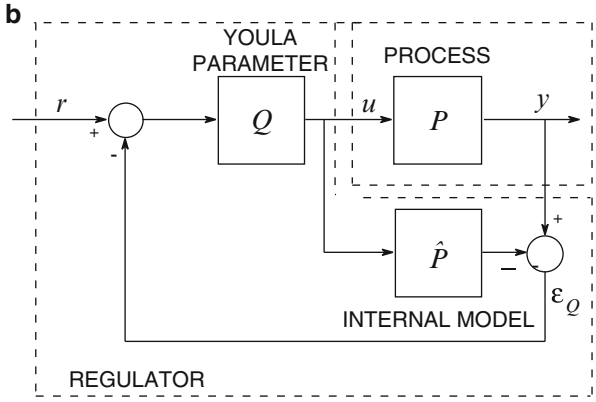 b
YOULA
PARAMETER
PROCESS
r
+
-
Q
u
P
y
+
P̂
–
-
ε_Q
INTERNAL MODEL
REGULATOR